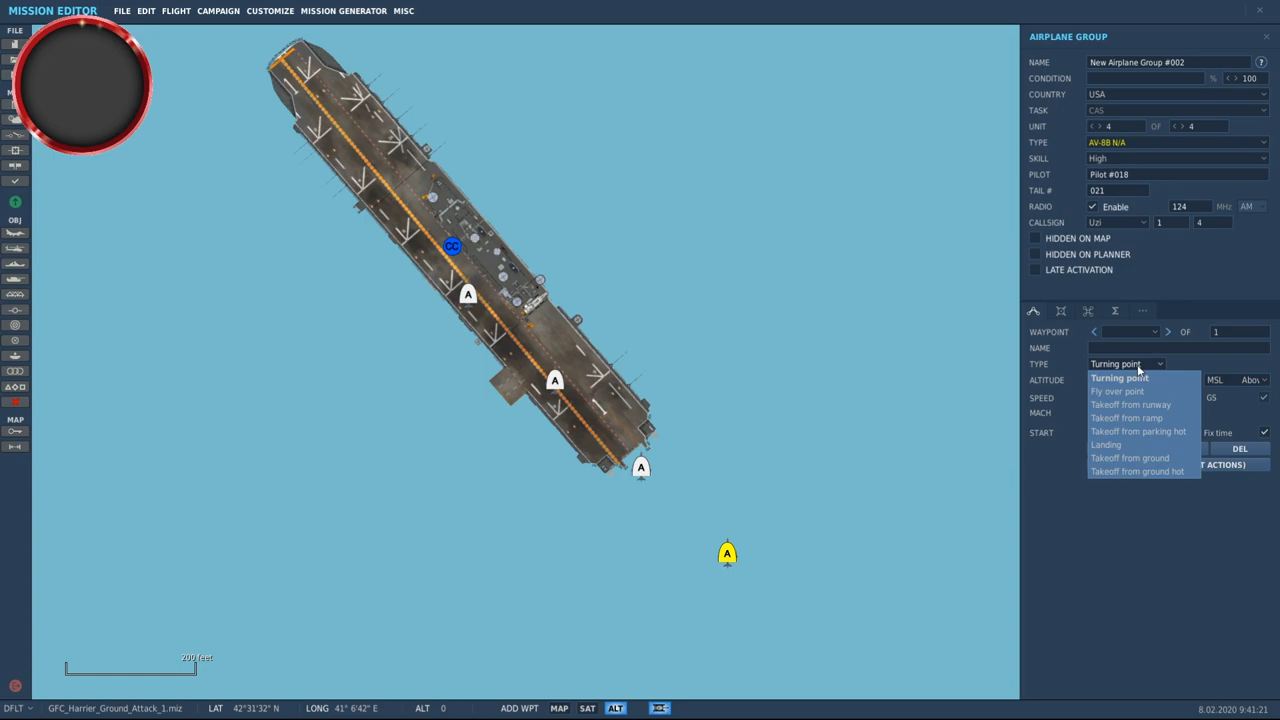 MISSION EDITOR FILE EDIT FLIGHT CAMPAIGN CUSTOMIZE MISSION GENERATOR MISC
FILE
OBJ
MAP
AIRPLANE GROUP
NAME New Airplane Group #002 ?
CONDITION % < > 100
COUNTRY USA
TASK CAS
UNIT < > 4 OF < > 4
TYPE AV-8B N/A
SKILL High
PILOT Pilot #018
TAIL # 021
RADIO Enable 124 MHz AM
CALLSIGN Uzi 1 4
HIDDEN ON MAP
HIDDEN ON PLANNER
LATE ACTIVATION
WAYPOINT < > OF 1
NAME
TYPE Turning point
ALTITUDE MSL Abov
SPEED GS
MACH
START Fix time
DEL
T ACTIONS)
Turning point
Fly over point
Takeoff from runway
Takeoff from ramp
Takeoff from parking hot
Landing
Takeoff from ground
Takeoff from ground hot
CC
A
A
A
A
200 feet
DFLT GFC_Harrier_Ground_Attack_1.miz LAT 42°31'32" N LONG 41° 6'42" E ALT 0 ADD WPT MAP SAT ALT 8.02.2020 9:41:21